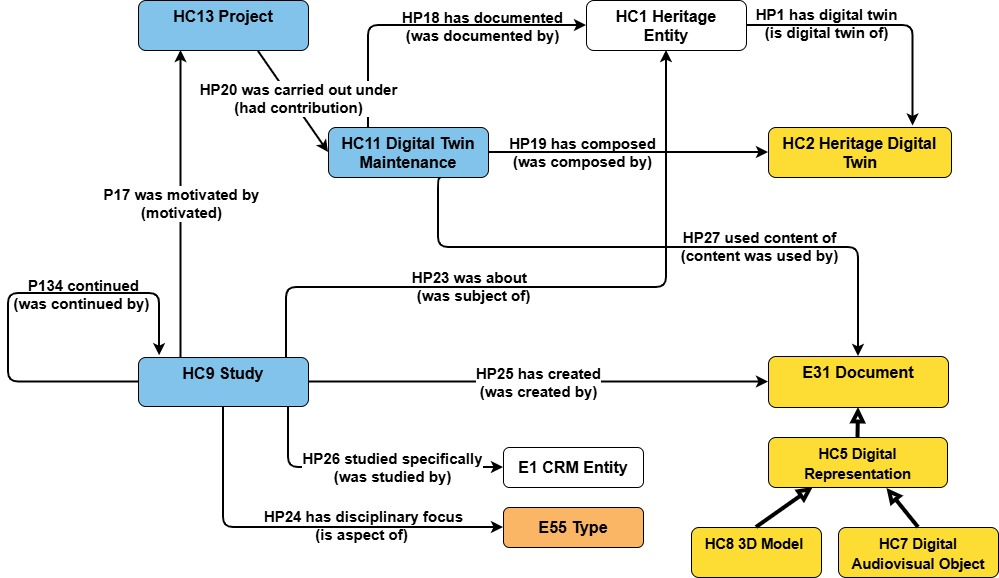 HC13 Project
HP18 has documented
(was documented by)
HC1 Heritage
Entity
HP1 has digital twin
(is digital twin of)
HP20 was carried out under
(had contribution)
HC11 Digital Twin
Maintenance
HP19 has composed
(was composed by)
HC2 Heritage Digital
Twin
P17 was motivated by
(motivated)
HP27 used content of
(content was used by)
P134 continued
(was continued by)
HP23 was about
(was subject of)
HC9 Study
HP25 has created
(was created by)
E31 Document
HP26 studied specifically
(was studied by)
E1 CRM Entity
HC5 Digital
Representation
HP24 has disciplinary focus
(is aspect of)
E55 Type
HC8 3D Model
HC7 Digital
Audiovisual Object